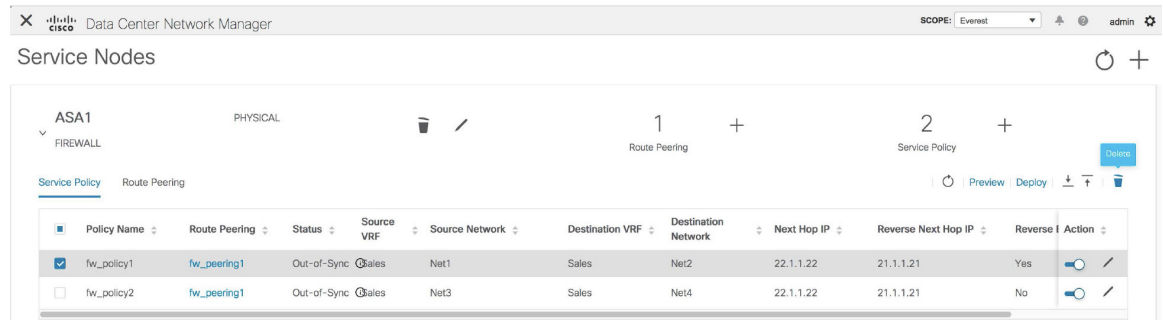 cisco Data Center Network Manager SCOPE: Everest admin
Service Nodes
ASA1 PHYSICAL 1 2
FIREWALL Route Peering Service Policy
Delete
Service Policy Route Peering Preview Deploy
Policy Name Route Peering Status Source VRF Source Network Destination VRF Destination Network Next Hop IP Reverse Next Hop IP Reverse Action
fw_policy1 fw_peering1 Out-of-Sync Sales Net1 Sales Net2 22.1.1.22 21.1.1.21 Yes
fw_policy2 fw_peering1 Out-of-Sync Sales Net3 Sales Net4 22.1.1.22 21.1.1.21 No